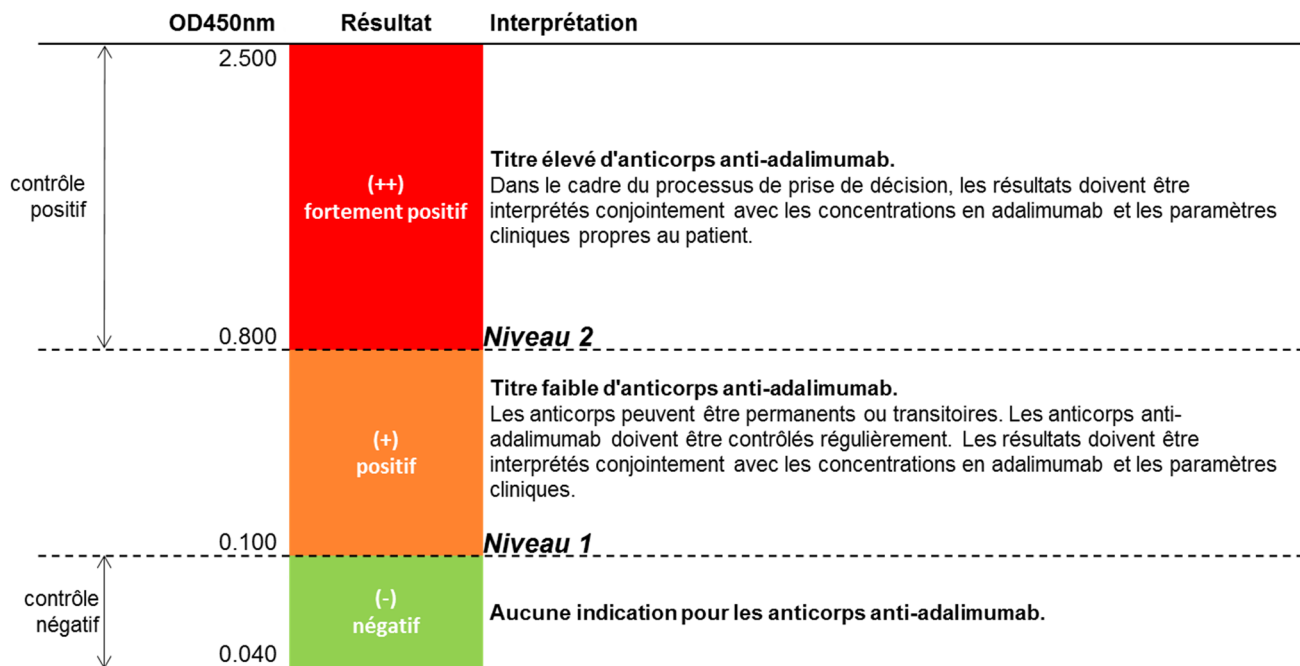 OD450nm Résultat Interprétation
2.500
contrôle
positif
(++)
fortement positif
Titre élevé d'anticorps anti-adalimumab.
Dans le cadre du processus de prise de décision, les résultats doivent être
interprétés conjointement avec les concentrations en adalimumab et les paramètres
cliniques propres au patient.
0.800
Niveau 2
(+)
positif
Titre faible d'anticorps anti-adalimumab.
Les anticorps peuvent être permanents ou transitoires. Les anticorps anti-
adalimumab doivent être contrôlés régulièrement. Les résultats doivent être
interprétés conjointement avec les concentrations en adalimumab et les paramètres
cliniques.
0.100
Niveau 1
contrôle
négatif
(-)
négatif
Aucune indication pour les anticorps anti-adalimumab.
0.040